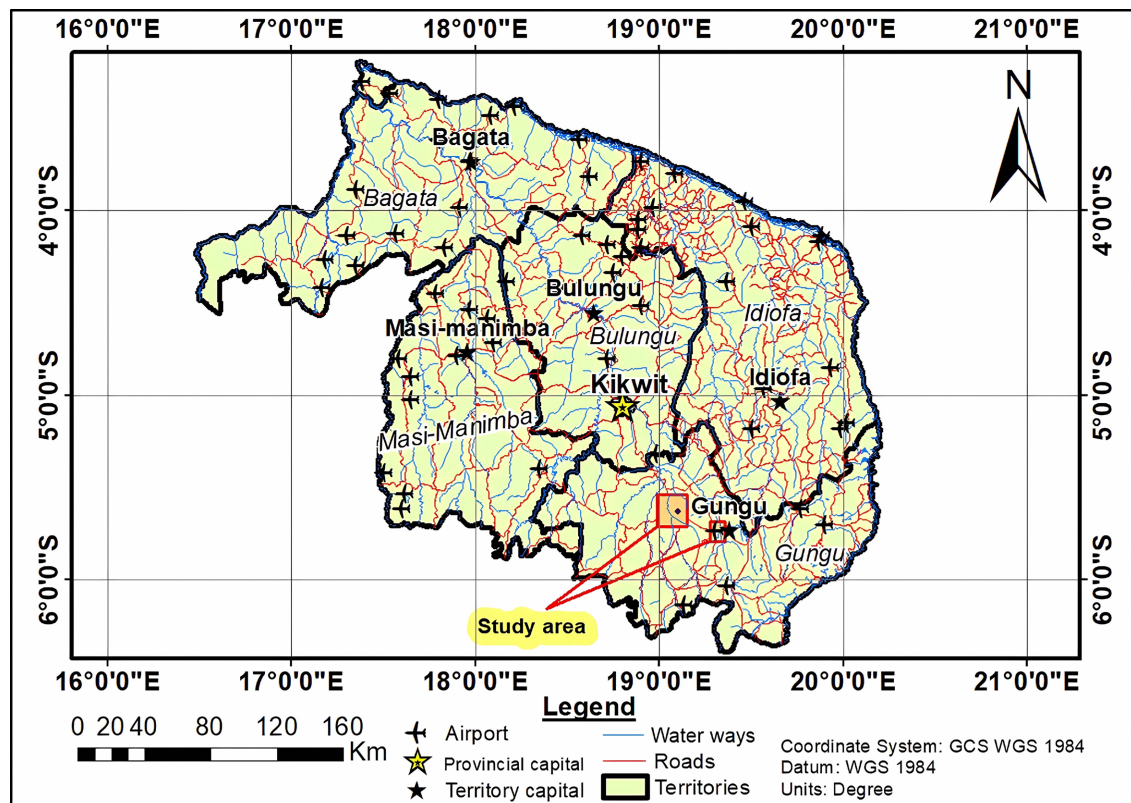 16°0'0"E 17°0'0"E 18°0'0"E 19°0'0"E 20°0'0"E 21°0'0"E
N
Bagata
Bagata
4°0'0"S 4°0'0"S
Bulungu
Idiofa
Masi-manimba
Bulungu
Kikwit
Idiofa
5°0'0"S 5°0'0"S
Masi-Manimba
Gungu
Gungu
6°0'0"S 6°0'0"S
Study area
16°0'0"E 17°0'0"E 18°0'0"E 19°0'0"E 20°0'0"E 21°0'0"E
Legend
0 20 40 80 120 160
Km
Airport
Provincial capital
Territory capital
Water ways
Roads
Territories
Coordinate System: GCS WGS 1984
Datum: WGS 1984
Units: Degree